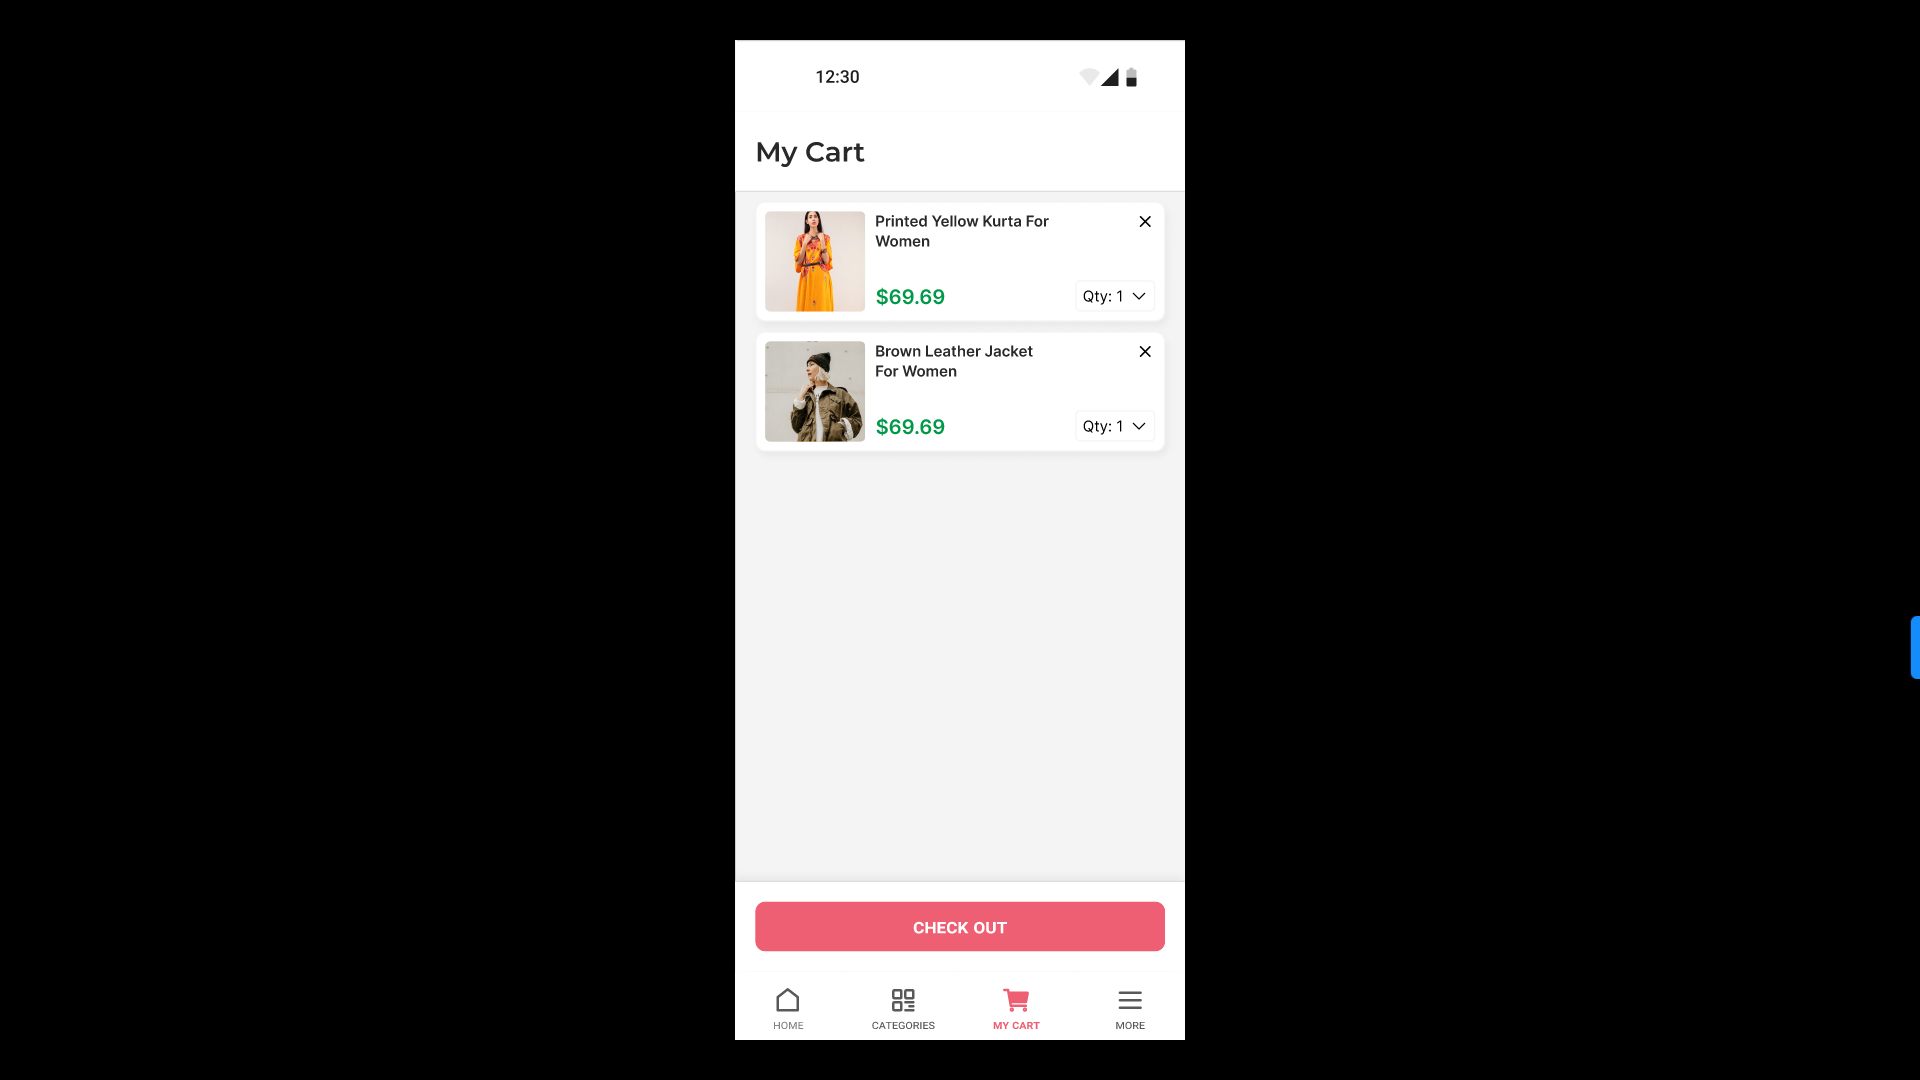 12:30
My Cart
Printed Yellow Kurta For
Women
$69.69
Qty: 1
Brown Leather Jacket
For Women
$69.69
Qty: 1
CHECK OUT
HOME
CATEGORIES
MY CART
MORE